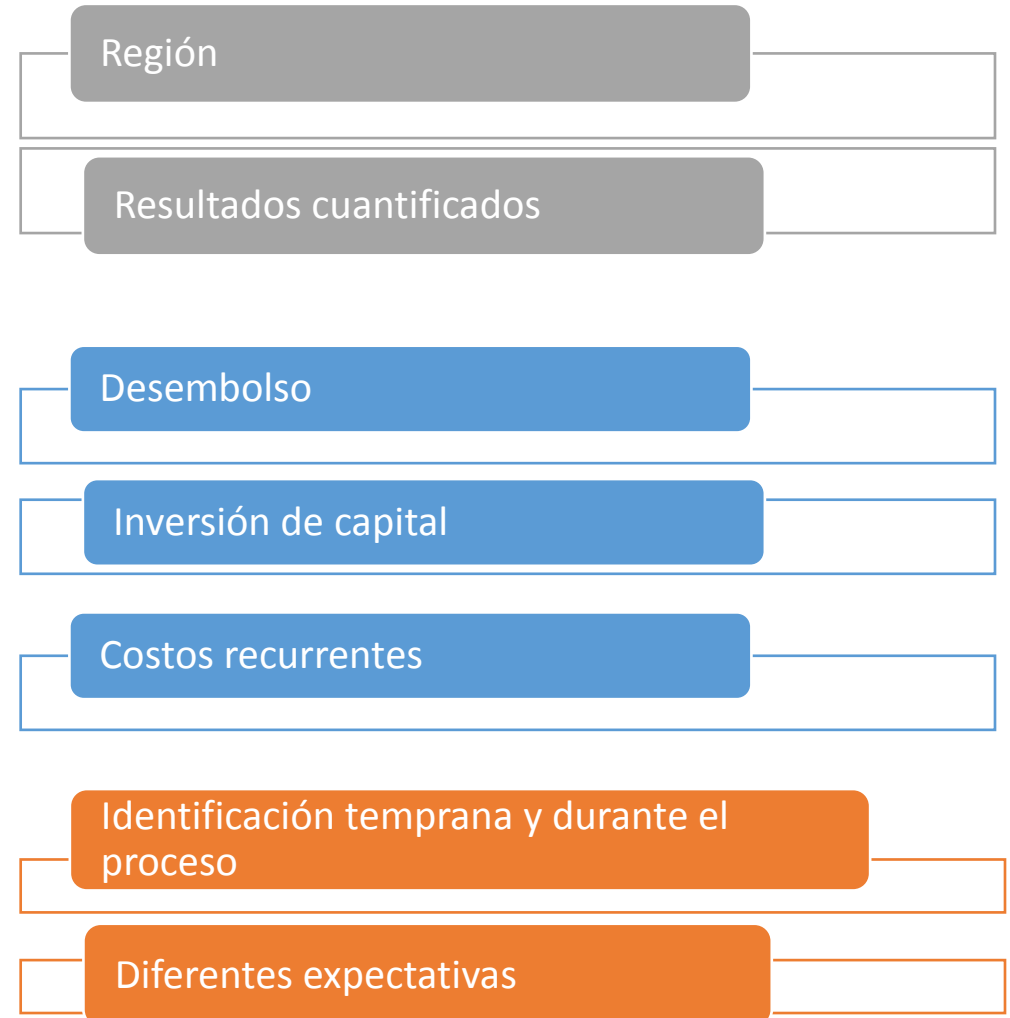 Región
Resultados cuantificados
Desembolso
Inversión de capital
Costos recurrentes
Identificación temprana y durante el
proceso
Diferentes expectativas